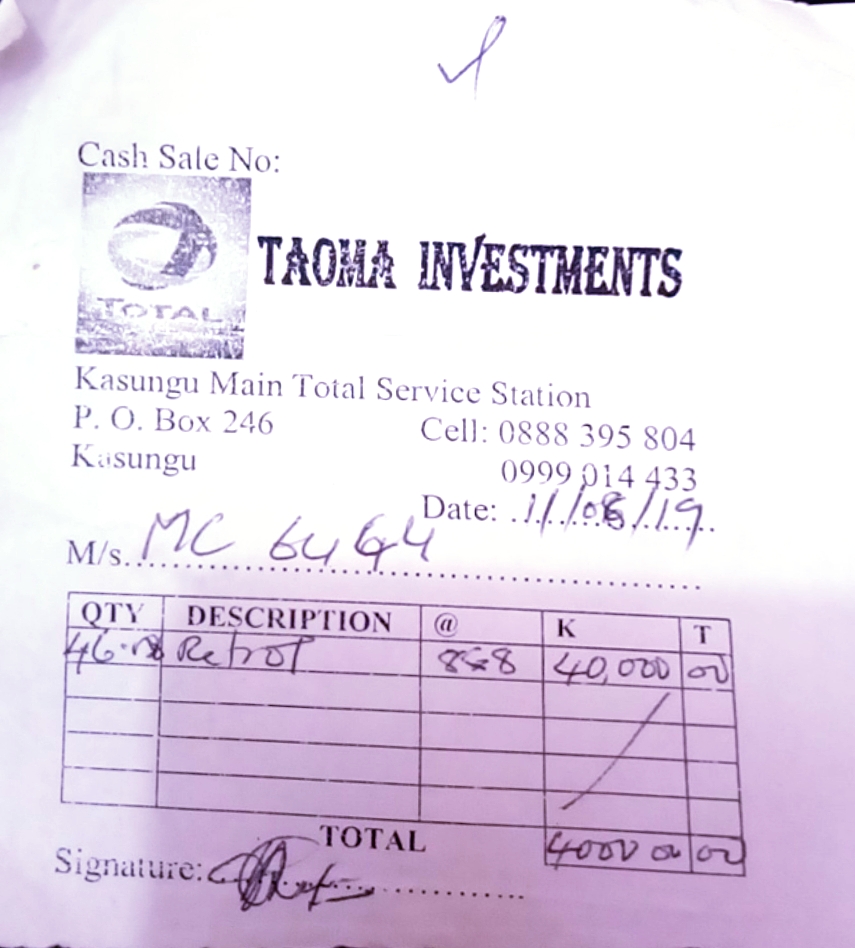 Cash Sale No:
TOTAL
TAOMA INVESTMENTS
Kasungu Main Total Service Station
P. O. Box 246
Cell: 0888 395 804
Kasungu
0999 014 433
Date: 11/08/19
M/s. MC 6464
QTY DESCRIPTION @ K T
Petrol 868 40,000 00
TOTAL 40000 00
Signature: